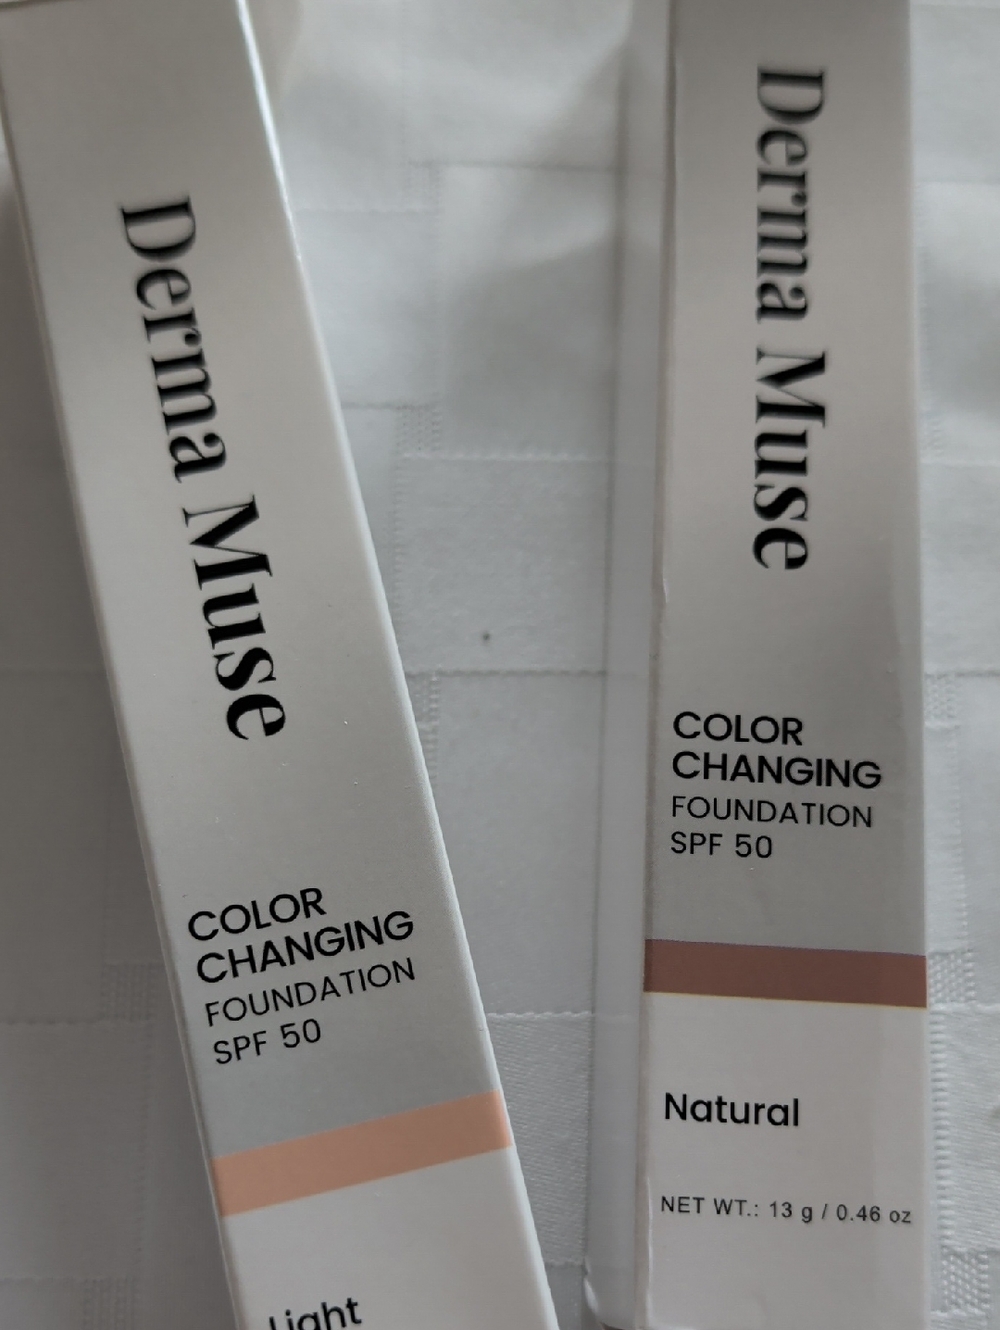 Derma Muse
COLOR
CHANGING
FOUNDATION
SPF 50
Light
Derma Muse
COLOR
CHANGING
FOUNDATION
SPF 50
Natural
NET WT.: 13 g / 0.46 oz